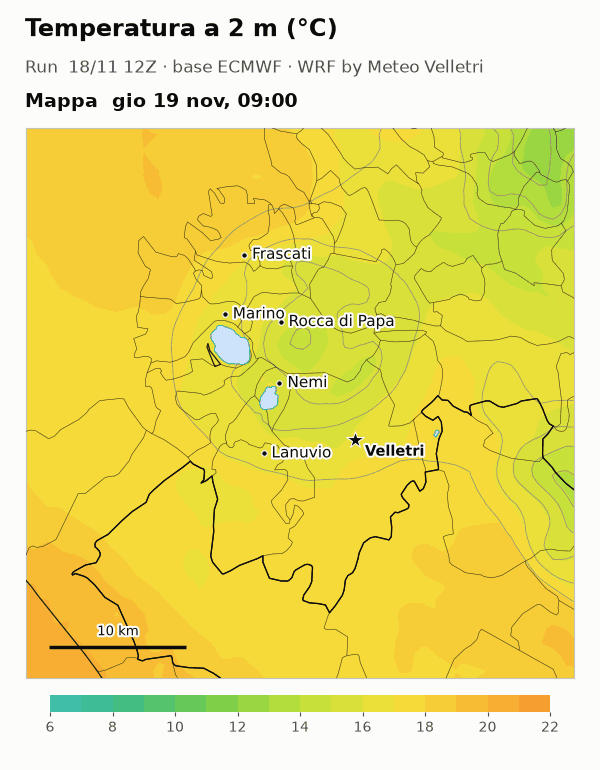 Temperatura a 2 m (°C)
Run 18/11 12Z · base ECMWF · WRF by Meteo Velletri
Mappa gio 19 nov, 09:00
Frascati
Marino
Rocca di Papa
Nemi
Velletri
Lanuvio
10 km
6 8 10 12 14 16 18 20 22